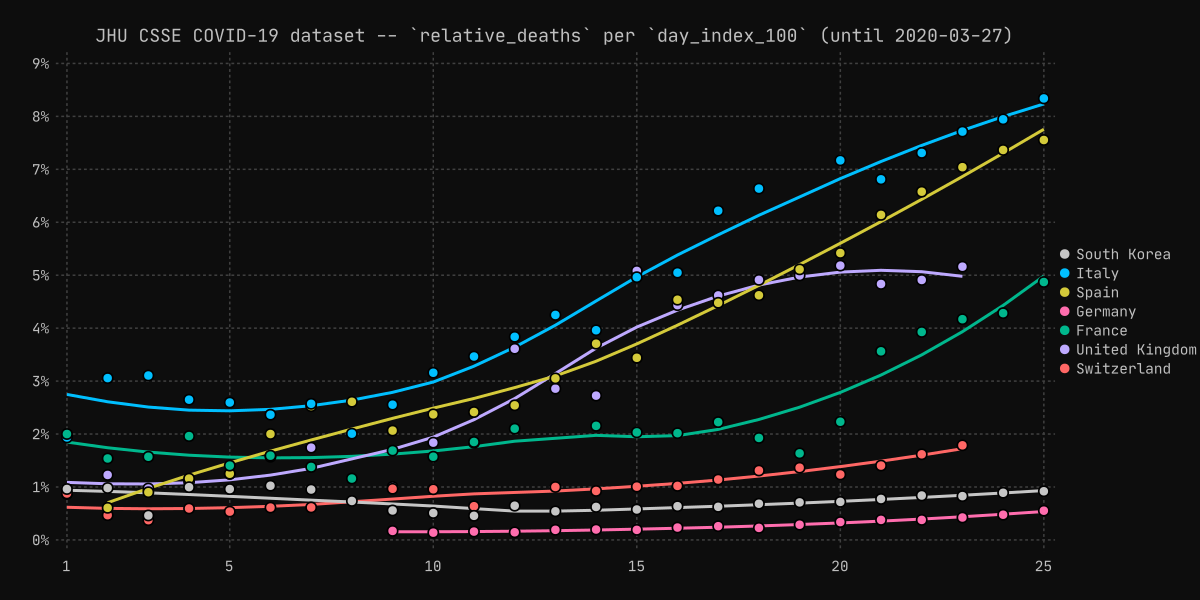 JHU CSSE COVID-19 dataset -- `relative_deaths` per `day_index_100` (until 2020-03-27)
9%
8%
7%
6%
5%
4%
3%
2%
1%
0%
1 5 10 15 20 25
South Korea
Italy
Spain
Germany
France
United Kingdom
Switzerland